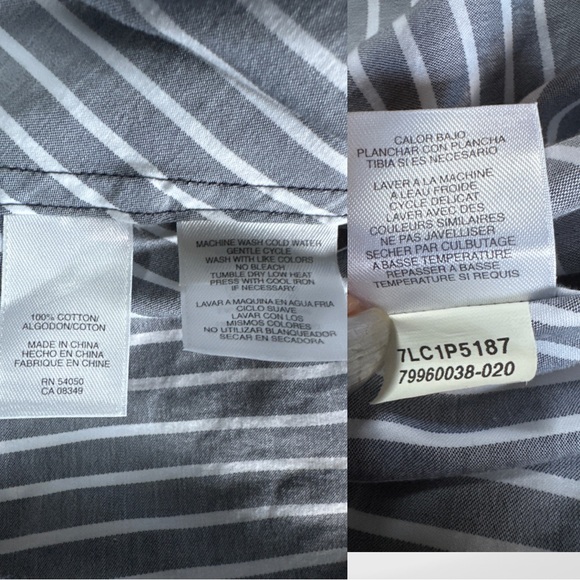 100% COTTON/
ALGODON/COTON
MADE IN CHINA
HECHO EN CHINA
FABRIQUE EN CHINE
RN 54050
CA 08349
MACHINE WASH COLD WATER
GENTLE CYCLE
WASH WITH LIKE COLORS
NO BLEACH
TUMBLE DRY LOW HEAT
PRESS WITH COOL IRON
IF NECESSARY
LAVAR A MAQUINA EN AGUA FRIA
CICLO SUAVE
LAVAR CON LOS
MISMOS COLORES
NO UTILIZAR BLANQUEADOR
SECAR EN SECADORA
CALOR BAJO
PLANCHAR CON PLANCHA
TIBIA SI ES NECESARIO
LAVER A LA MACHINE
A L'EAU FROIDE
CYCLE DELICAT
LAVER AVEC DES
COULEURS SIMILAIRES
NE PAS JAVELLISER
SECHER PAR CULBUTAGE
A BASSE TEMPERATURE
REPASSER A BASSE
TEMPERATURE SI REQUIS
7LC1P5187
79960038-020